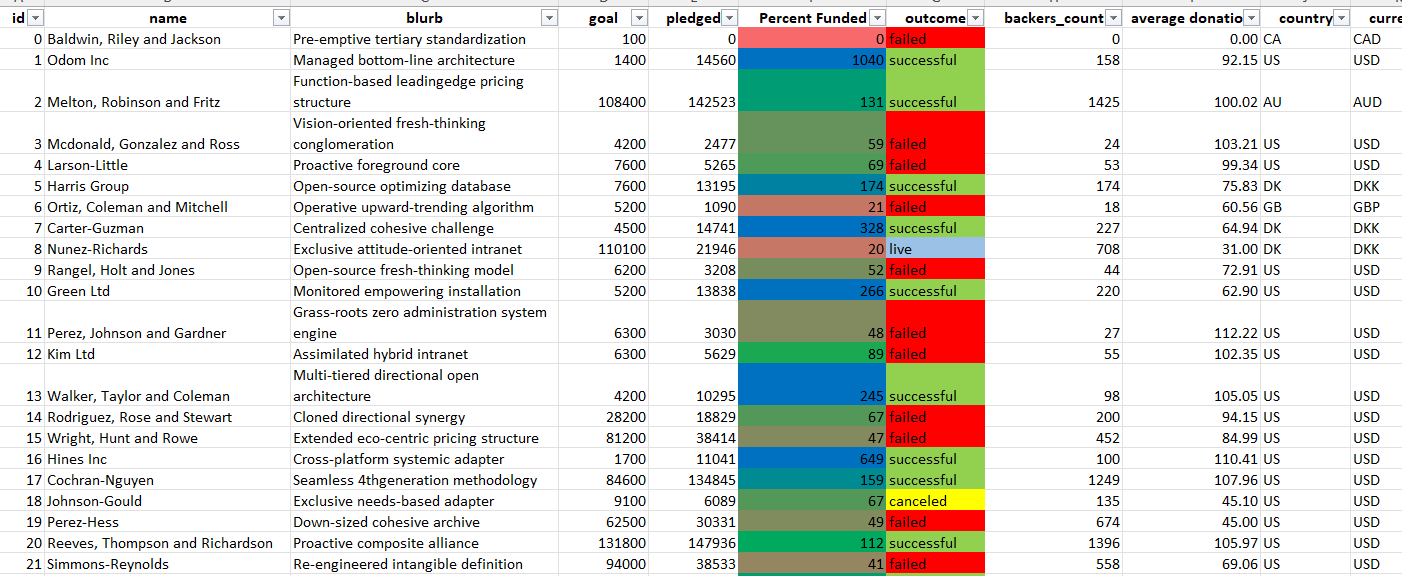 id name blurb goal pledged Percent Funded outcome backers_count average donatio country curre
0 Baldwin, Riley and Jackson Pre-emptive tertiary standardization 100 0 0 failed 0 0.00 CA CAD
1 Odom Inc Managed bottom-line architecture 1400 14560 1040 successful 158 92.15 US USD
Function-based leadingedge pricing
2 Melton, Robinson and Fritz structure 108400 142523 131 successful 1425 100.02 AU AUD
Vision-oriented fresh-thinking
3 Mcdonald, Gonzalez and Ross conglomeration 4200 2477 59 failed 24 103.21 US USD
4 Larson-Little Proactive foreground core 7600 5265 69 failed 53 99.34 US USD
5 Harris Group Open-source optimizing database 7600 13195 174 successful 174 75.83 DK DKK
6 Ortiz, Coleman and Mitchell Operative upward-trending algorithm 5200 1090 21 failed 18 60.56 GB GBP
7 Carter-Guzman Centralized cohesive challenge 4500 14741 328 successful 227 64.94 DK DKK
8 Nunez-Richards Exclusive attitude-oriented intranet 110100 21946 20 live 708 31.00 DK DKK
9 Rangel, Holt and Jones Open-source fresh-thinking model 6200 3208 52 failed 44 72.91 US USD
10 Green Ltd Monitored empowering installation 5200 13838 266 successful 220 62.90 US USD
Grass-roots zero administration system
11 Perez, Johnson and Gardner engine 6300 3030 48 failed 27 112.22 US USD
12 Kim Ltd Assimilated hybrid intranet 6300 5629 89 failed 55 102.35 US USD
Multi-tiered directional open
13 Walker, Taylor and Coleman architecture 4200 10295 245 successful 98 105.05 US USD
14 Rodriguez, Rose and Stewart Cloned directional synergy 28200 18829 67 failed 200 94.15 US USD
15 Wright, Hunt and Rowe Extended eco-centric pricing structure 81200 38414 47 failed 452 84.99 US USD
16 Hines Inc Cross-platform systemic adapter 1700 11041 649 successful 100 110.41 US USD
17 Cochran-Nguyen Seamless 4thgeneration methodology 84600 134845 159 successful 1249 107.96 US USD
18 Johnson-Gould Exclusive needs-based adapter 9100 6089 67 canceled 135 45.10 US USD
19 Perez-Hess Down-sized cohesive archive 62500 30331 49 failed 674 45.00 US USD
20 Reeves, Thompson and Richardson Proactive composite alliance 131800 147936 112 successful 1396 105.97 US USD
21 Simmons-Reynolds Re-engineered intangible definition 94000 38533 41 failed 558 69.06 US USD